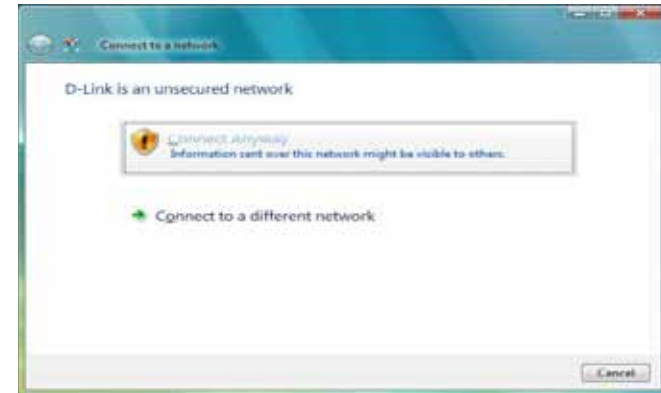 Connect to a network
D-Link is an unsecured network
Connect Anyway
Information sent over this network might be visible to others.
Connect to a different network
Cancel